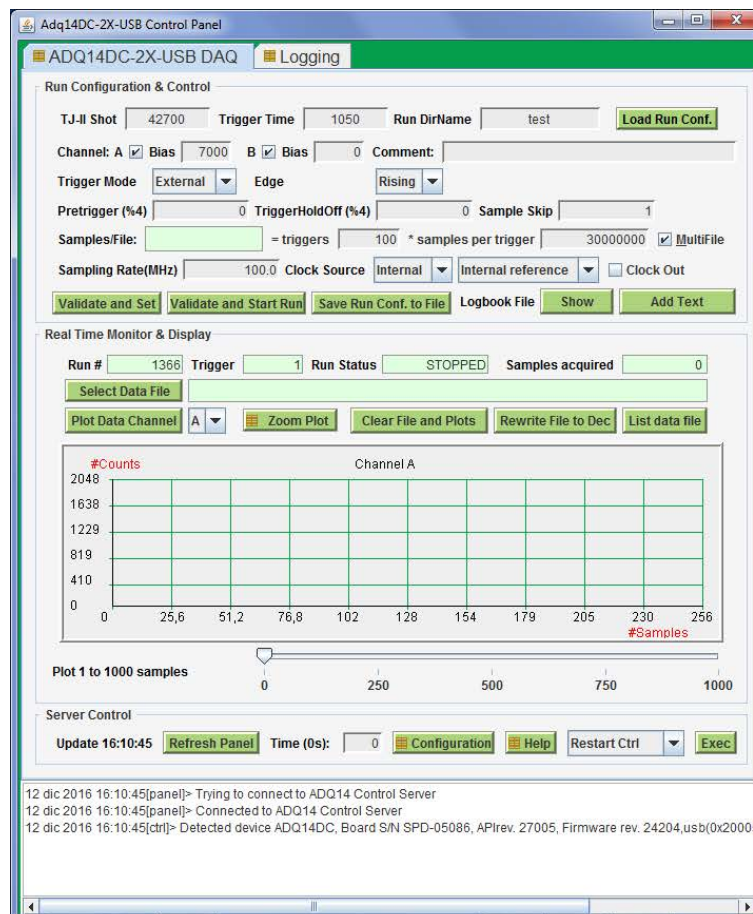 Adq14DC-2X-USB Control Panel
ADQ14DC-2X-USB DAQ Logging
Run Configuration & Control
TJ-II Shot 42700 Trigger Time 1050 Run DirName test Load Run Conf.
Channel: A Bias 7000 B Bias 0 Comment:
Trigger Mode External Edge Rising
Pretrigger (%4) 0 TriggerHoldOff (%4) 0 Sample Skip 1
Samples/File: = triggers 100 * samples per trigger 30000000 MultiFile
Sampling Rate(MHz) 100.0 Clock Source Internal Internal reference Clock Out
Validate and Set Validate and Start Run Save Run Conf. to File Logbook File Show Add Text
Real Time Monitor & Display
Run # 1366 Trigger 1 Run Status STOPPED Samples acquired 0
Select Data File
Plot Data Channel A Zoom Plot Clear File and Plots Rewrite File to Dec List data file
#Counts Channel A
2048
1638
1229
819
410
0
0 25,6 51,2 76,8 102 128 154 179 205 230 256
#Samples
Plot 1 to 1000 samples
0 250 500 750 1000
Server Control
Update 16:10:45 Refresh Panel Time (0s): 0 Configuration Help Restart Ctrl Exec
12 dic 2016 16:10:45[panel]> Trying to connect to ADQ14 Control Server
12 dic 2016 16:10:45[panel]> Connected to ADQ14 Control Server
12 dic 2016 16:10:45[ctrl]> Detected device ADQ14DC, Board S/N SPD-05086, APIrev. 27005, Firmware rev. 24204,usb(0x2000